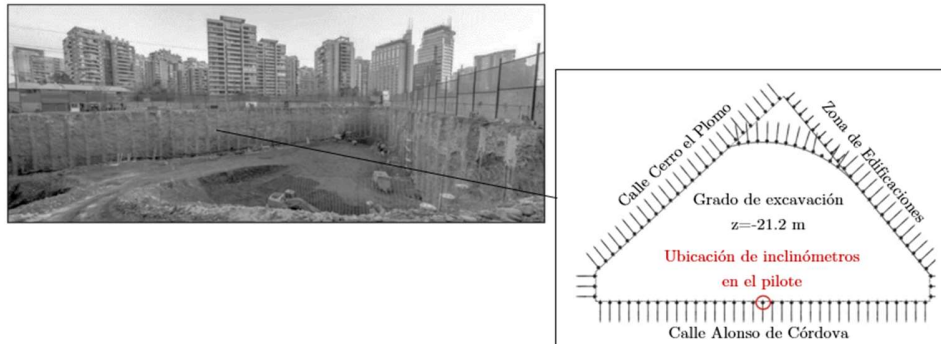 Calle Cerro el Plomo
Zona de Edificaciones
Grado de excavación
z=-21.2 m
Ubicación de inclinómetros
en el pilote
Calle Alonso de Córdova